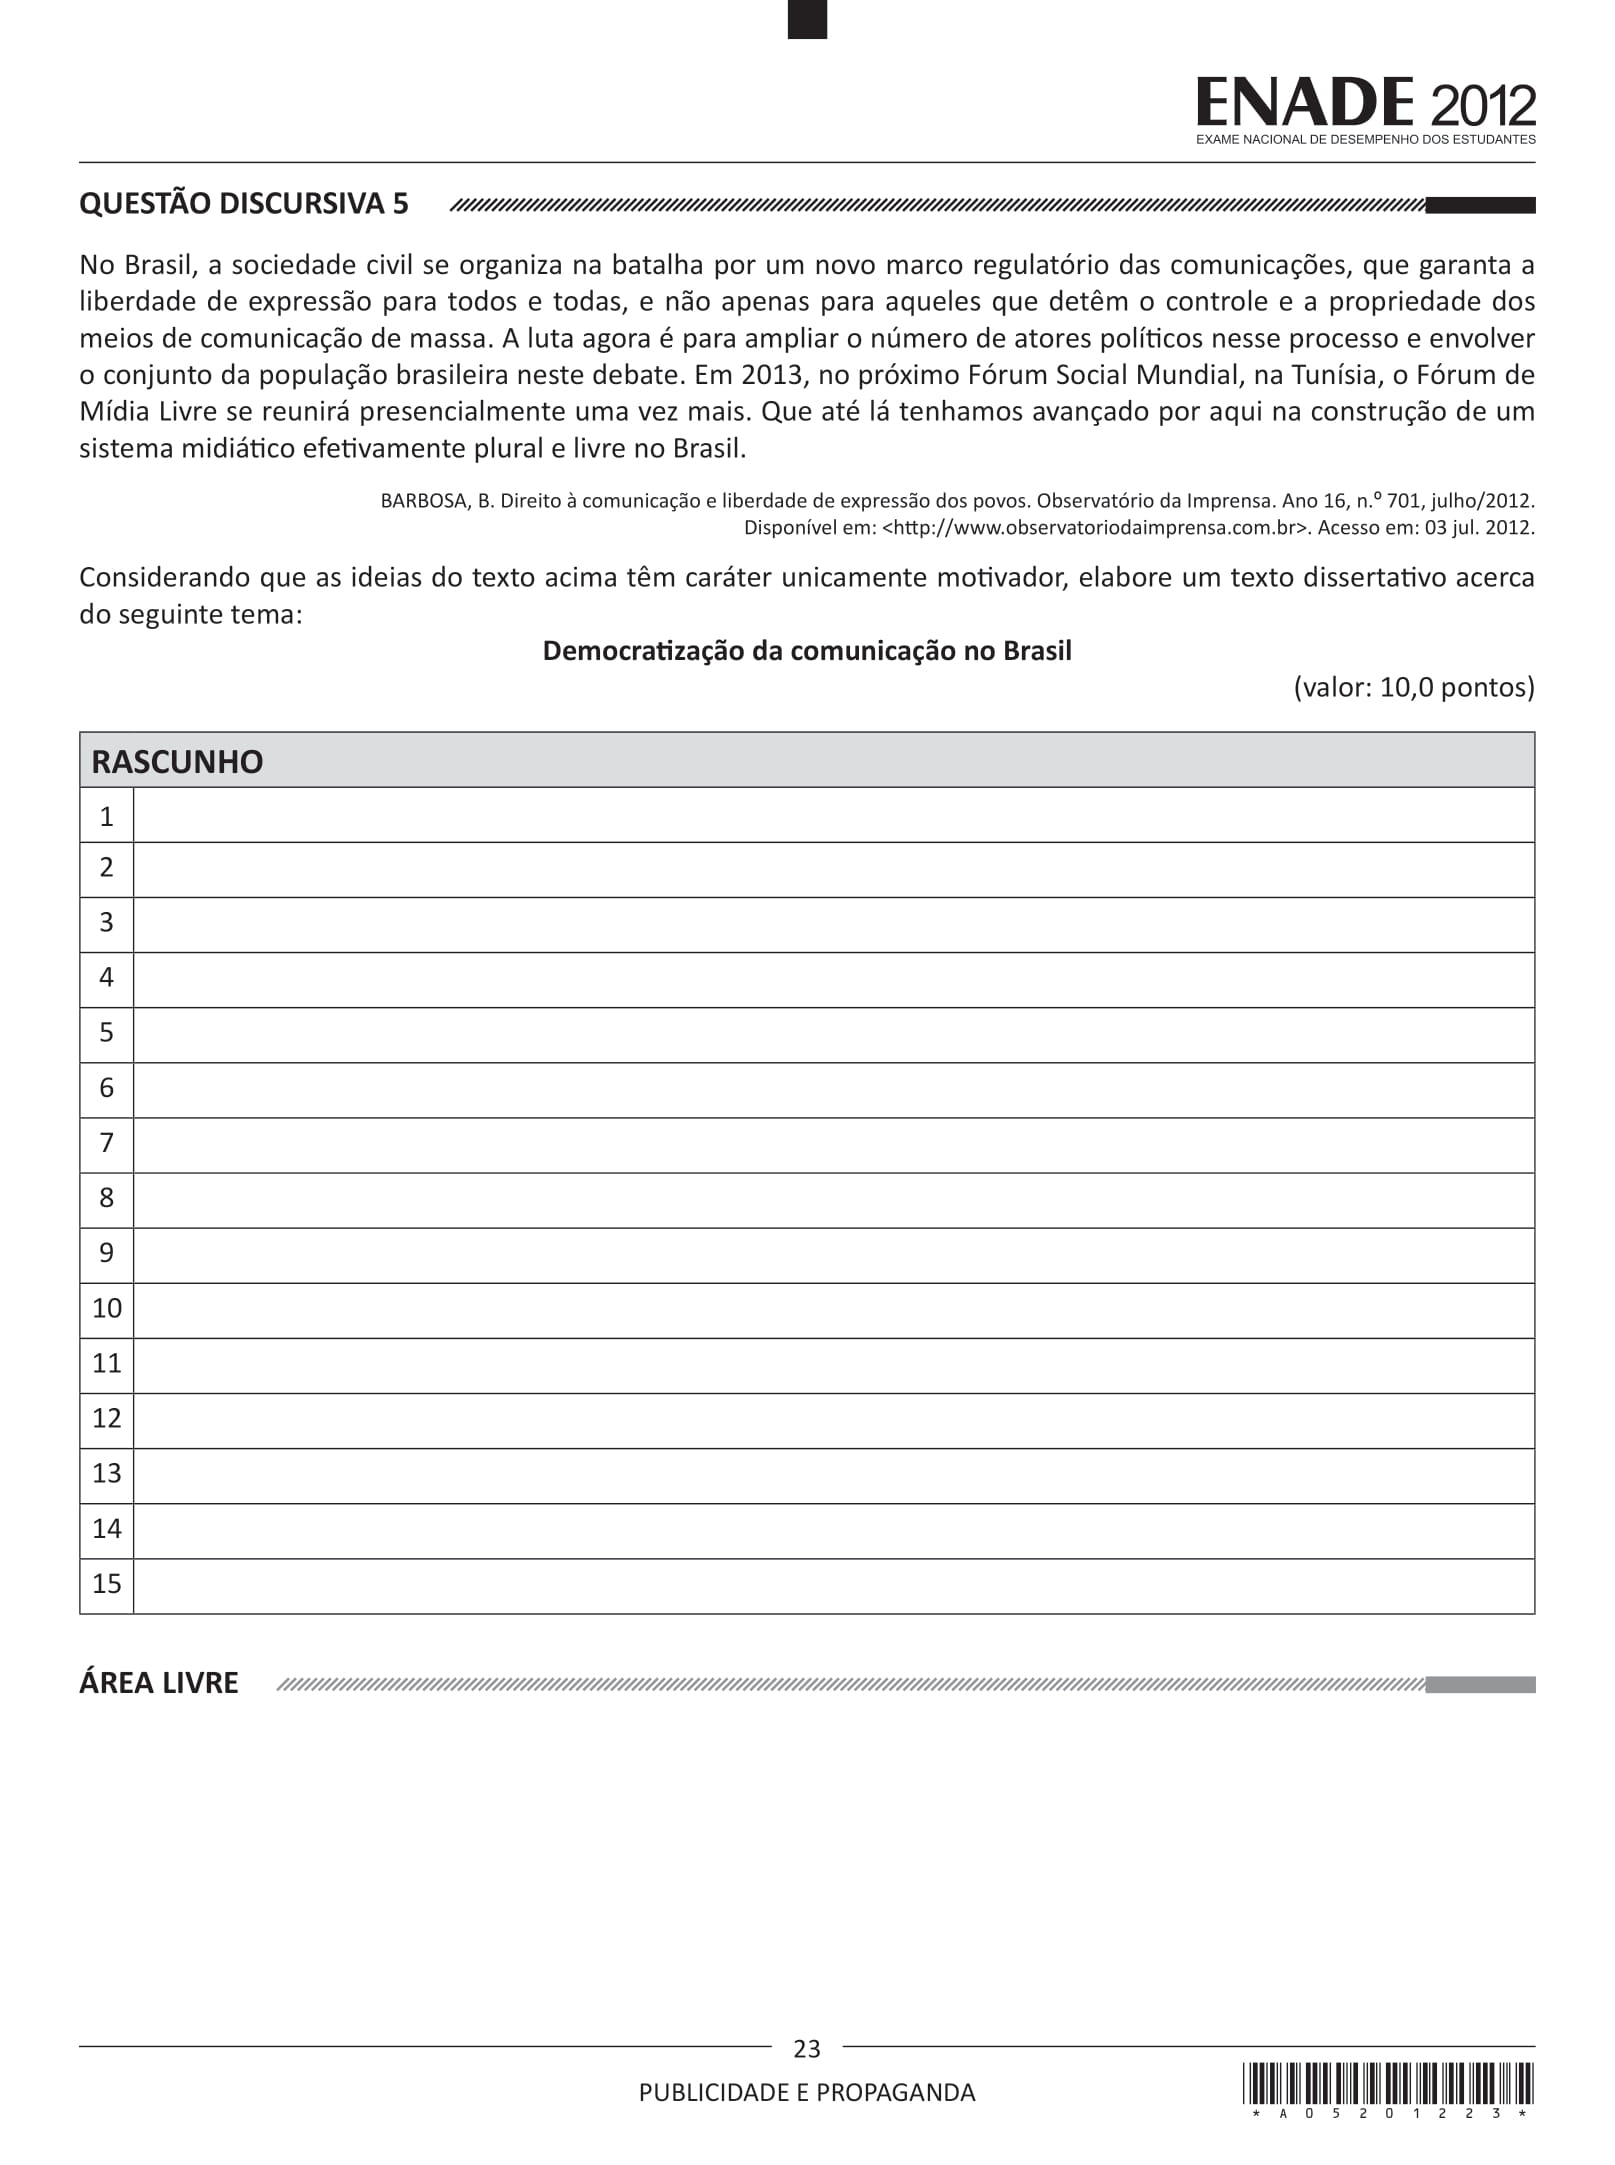 ENADE 2012
EXAME NACIONAL DE DESEMPENHO DOS ESTUDANTES
QUESTÃO DISCURSIVA 5
No Brasil, a sociedade civil se organiza na batalha por um novo marco regulatório das comunicações, que garanta a
liberdade de expressão para todos e todas, e não apenas para aqueles que detêm o controle e a propriedade dos
meios de comunicação de massa. A luta agora é para ampliar o número de atores políticos nesse processo e envolver
o conjunto da população brasileira neste debate. Em 2013, no próximo Fórum Social Mundial, na Tunísia, o Fórum de
Mídia Livre se reunirá presencialmente uma vez mais. Que até lá tenhamos avançado por aqui na construção de um
sistema midiático efetivamente plural e livre no Brasil.
BARBOSA, B. Direito à comunicação e liberdade de expressão dos povos. Observatório da Imprensa. Ano 16, n.º 701, julho/2012.
Disponível em: <http://www.observatoriodaimprensa.com.br>. Acesso em: 03 jul. 2012.
Considerando que as ideias do texto acima têm caráter unicamente motivador, elabore um texto dissertativo acerca
do seguinte tema:
Democratização da comunicação no Brasil
(valor: 10,0 pontos)
RASCUNHO
1
2
3
4
5
6
7
8
9
10
11
12
13
14
15
ÁREA LIVRE
23
PUBLICIDADE E PROPAGANDA
* A 0 5 2 0 1 2 2 3 *